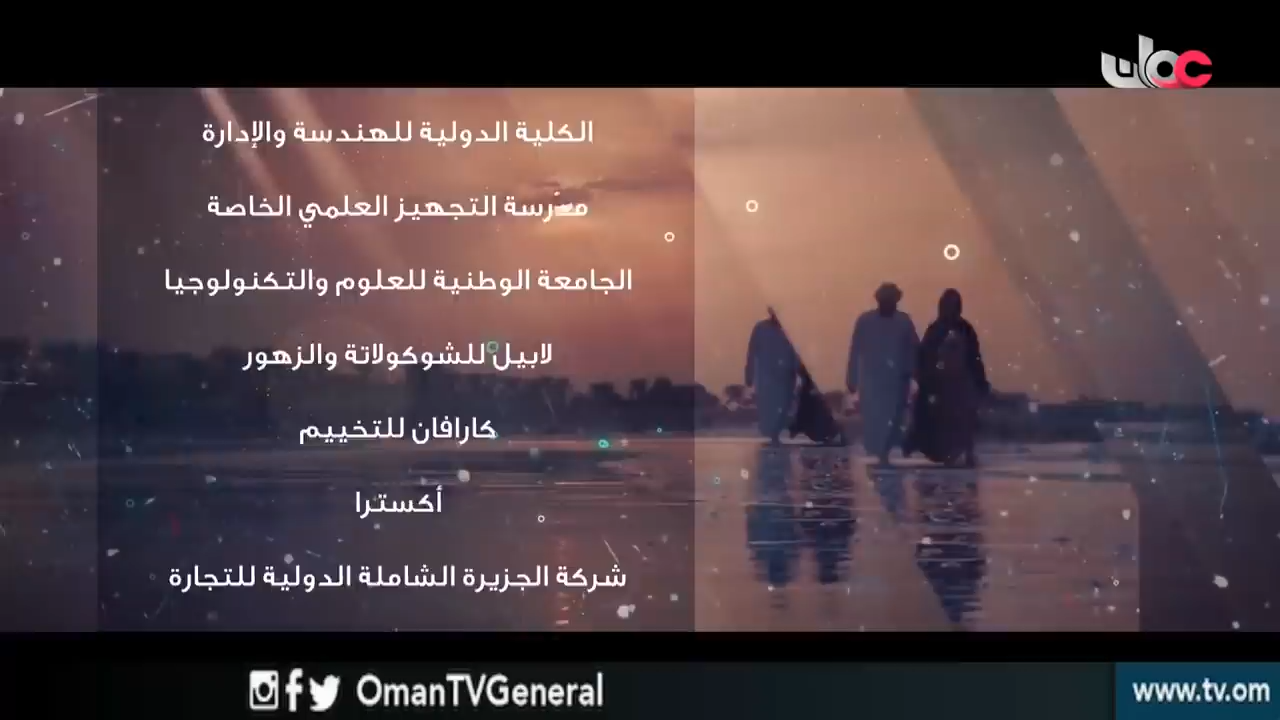 عمان
الكلية الدولية للهندسة والإدارة
مدرسة التجهيز العلمي الخاصة
الجامعة الوطنية للعلوم والتكنولوجيا
لابيل للشوكولاتة والزهور
كارافان للتخييم
أكسترا
شركة الجزيرة الشاملة الدولية للتجارة
OmanTVGeneral
www.tv.om